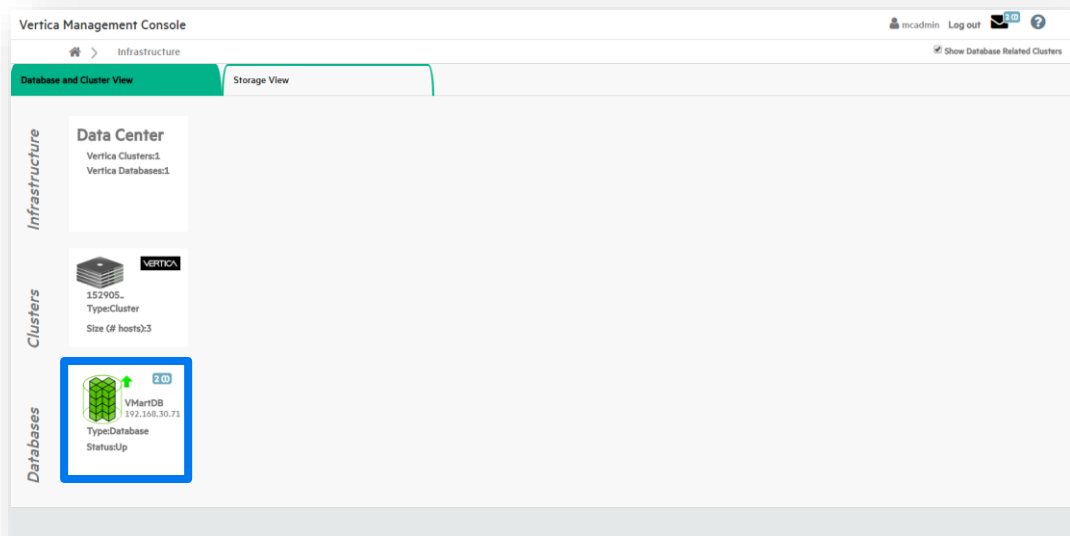 Vertica Management Console
mcadmin Log out 2
?
Infrastructure
Show Database Related Clusters
Database and Cluster View
Storage View
Infrastructure
Data Center
Vertica Clusters:1
Vertica Databases:1
Clusters
VERTICA
152905..
Type:Cluster
Size (# hosts):3
Databases
2
VMartDB
192.168.30.71
Type:Database
Status:Up